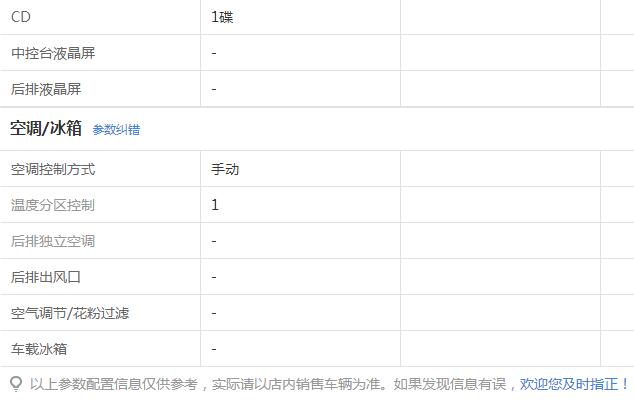 CD 1碟
中控台液晶屏 -
后排液晶屏 -
空调/冰箱 参数纠错
空调控制方式 手动
温度分区控制 1
后排独立空调 -
后排出风口 -
空气调节/花粉过滤 -
车载冰箱 -
以上参数配置信息仅供参考，实际请以店内销售车辆为准。如果发现信息有误，欢迎您及时指正！